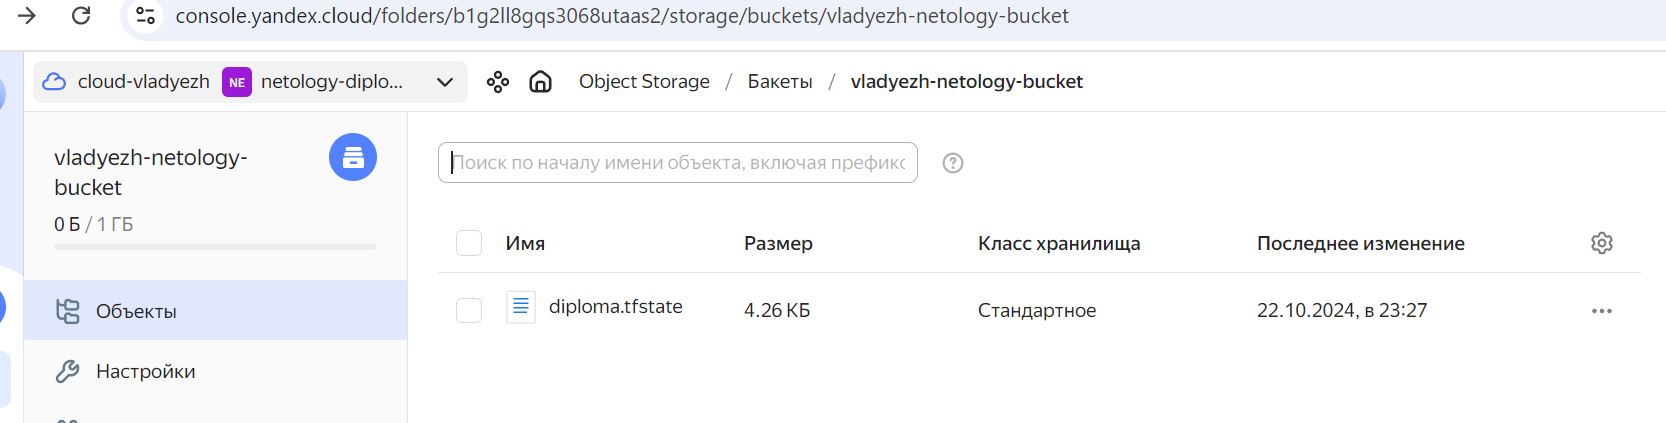 console.yandex.cloud/folders/b1g2ll8gqs3068utaas2/storage/buckets/vladyezh-netology-bucket
cloud-vladyezh NE netology-diplo... Object Storage / Бакеты / vladyezh-netology-bucket
vladyezh-netology-
bucket
0 Б / 1 ГБ
Объекты
Настройки
Поиск по началу имени объекта, включая префикс
Имя Размер Класс хранилища Последнее изменение
diploma.tfstate 4.26 КБ Стандартное 22.10.2024, в 23:27